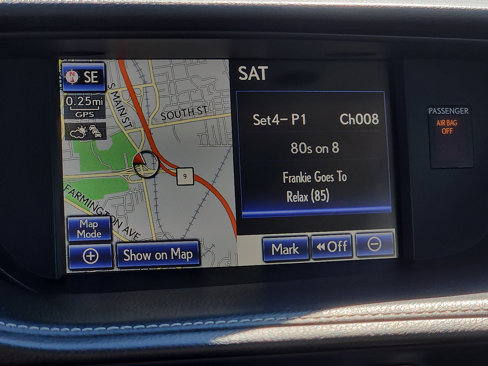 SE
0.25mi
GPS
S MAIN ST
SOUTH ST
9
FARMINGTON AVE
Map
Mode
Show on Map
SAT
Set4- P1 Ch008
80s on 8
Frankie Goes To
Relax (85)
Mark
Off
PASSENGER
AIR BAG
OFF